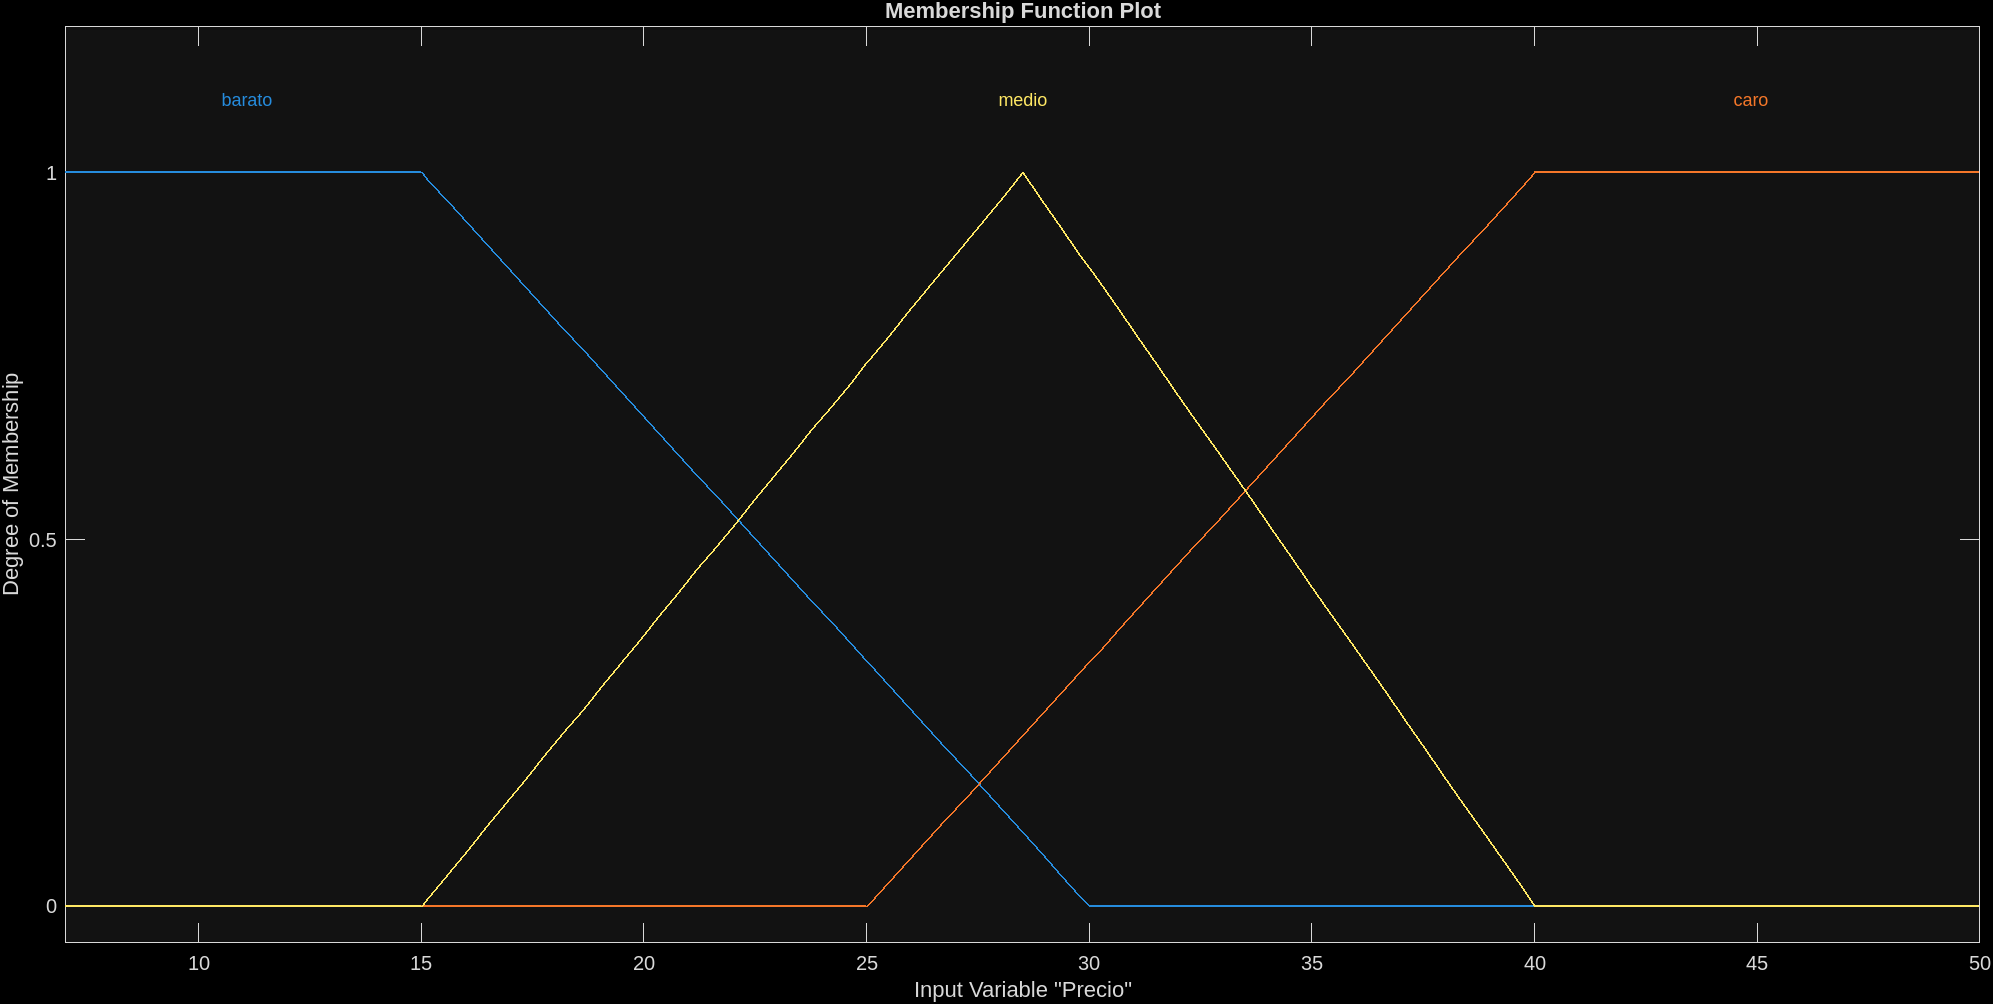 Membership Function Plot
barato medio caro
1
0.5
0
Degree of Membership
10 15 20 25 30 35 40 45 50
Input Variable "Precio"